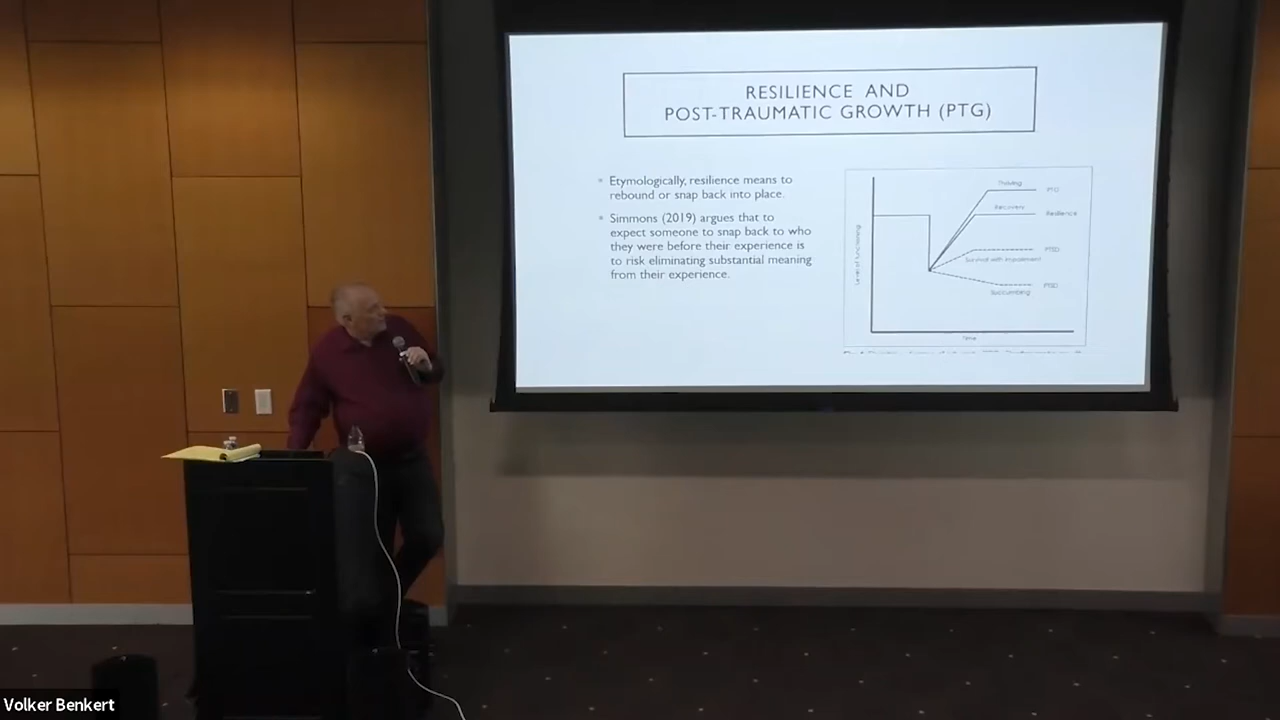 RESILIENCE AND
POST-TRAUMATIC GROWTH (PTG)
Etymologically, resilience means to
rebound or snap back into place.
Simmons (2019) argues that to
expect someone to snap back to who
they were before their experience is
to risk eliminating substantial meaning
from their experience.
Thriving
PTG
Recovery
Resilience
PTSD
Survival with Impairment
PTSD
Succumbing
Level of functioning
Time
Volker Benkert